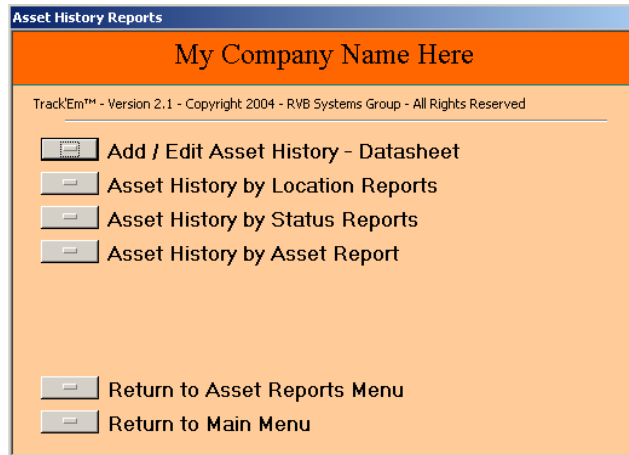 Asset History Reports
My Company Name Here
Track'Em™ - Version 2.1 - Copyright 2004 - RVB Systems Group - All Rights Reserved
Add / Edit Asset History - Datasheet
Asset History by Location Reports
Asset History by Status Reports
Asset History by Asset Report
Return to Asset Reports Menu
Return to Main Menu